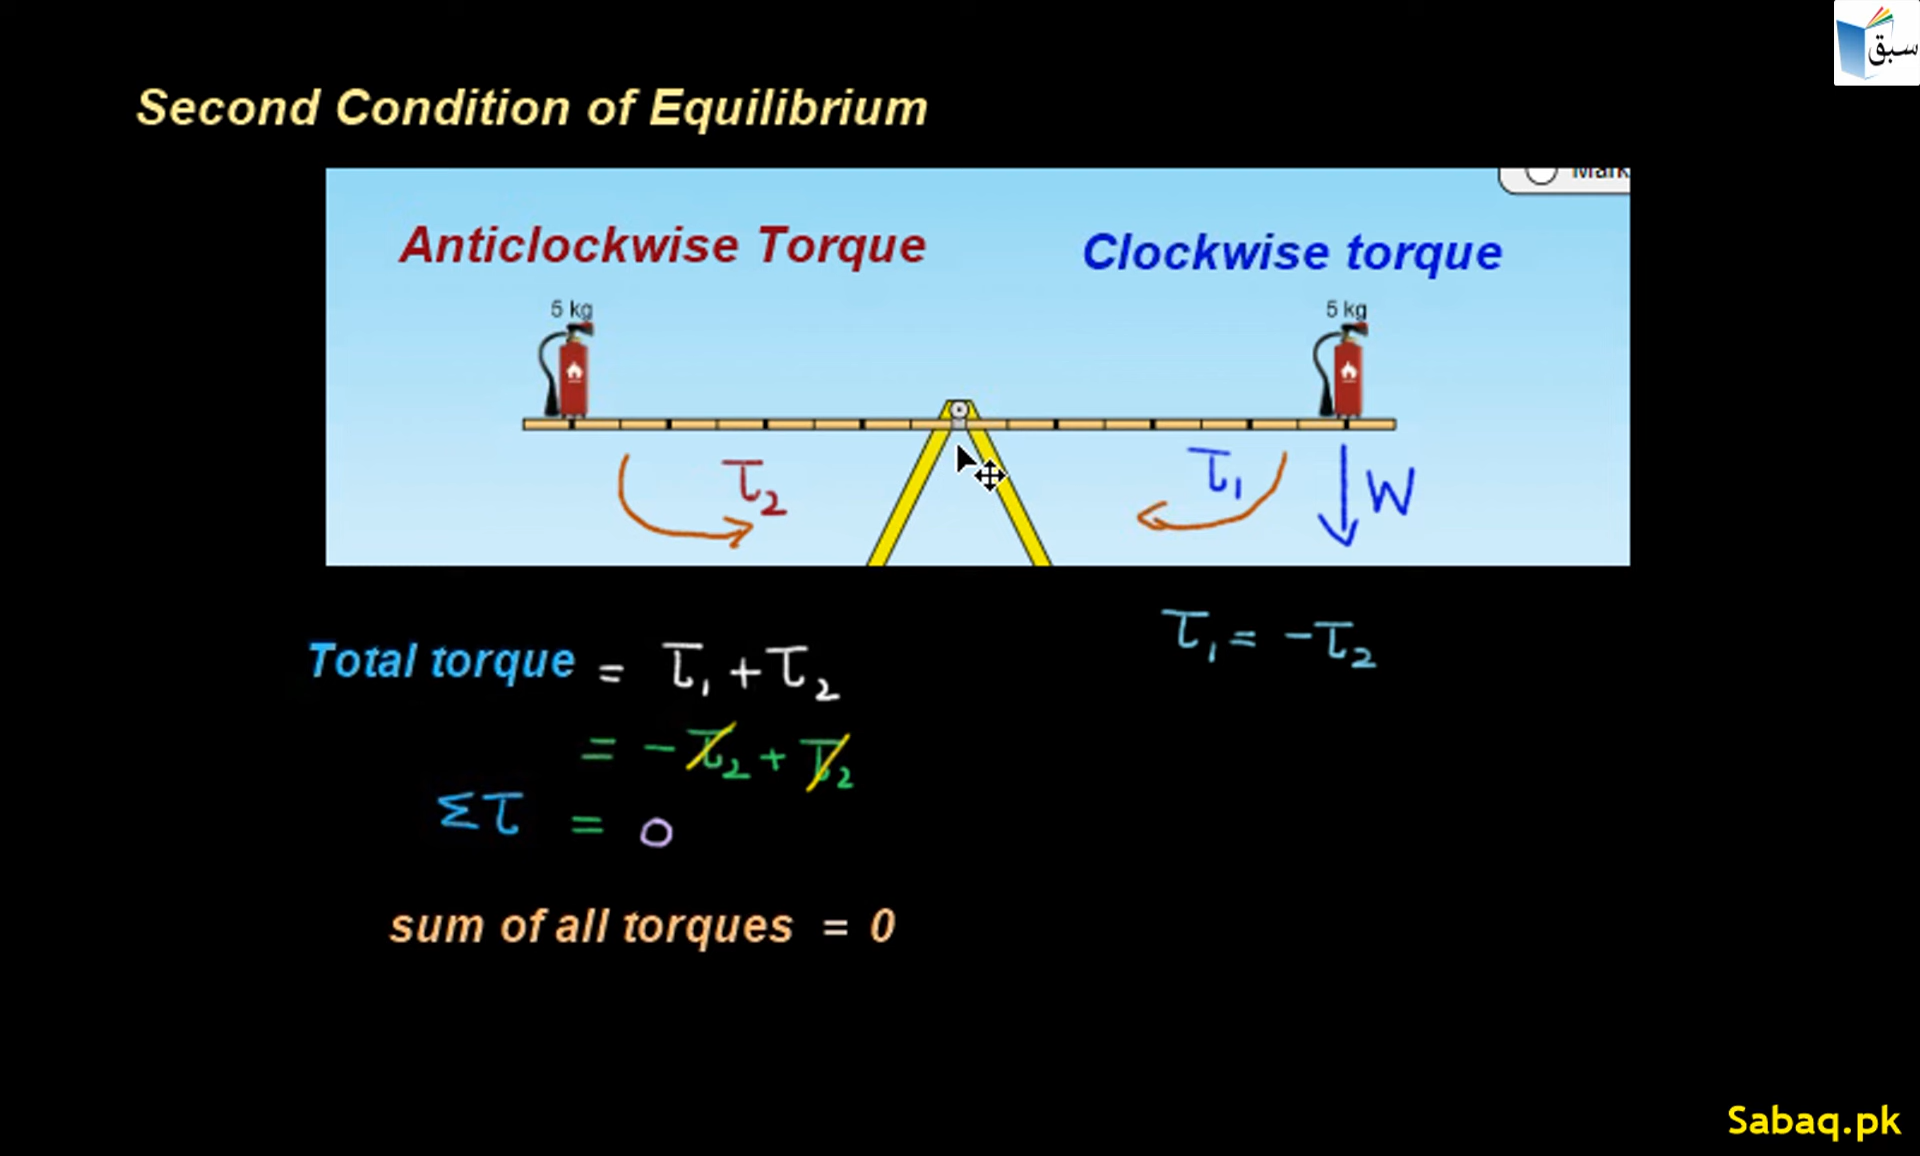 سبق
Second Condition of Equilibrium
Mark
Anticlockwise Torque
Clockwise torque
5 kg
5 kg
τ₂
τ₁
W
τ₁ = -τ₂
Total torque = τ₁ + τ₂
= -τ₂ + τ₂
Στ = 0
sum of all torques = 0
Sabaq.pk